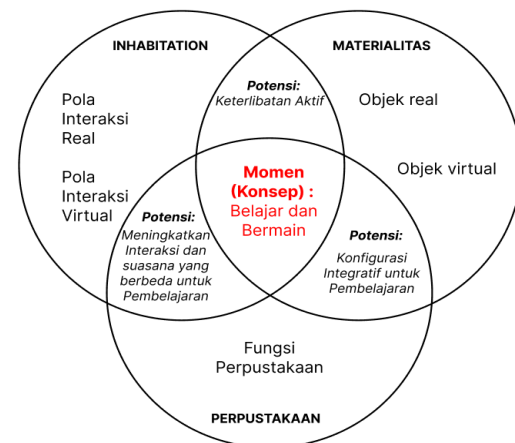 INHABITATION
MATERIALITAS
Potensi:
Keterlibatan Aktif
Pola
Interaksi
Real
Objek real
Pola
Interaksi
Virtual
Objek virtual
Momen
(Konsep) :
Belajar dan
Bermain
Potensi:
Meningkatkan
Interaksi dan
suasana yang
berbeda untuk
Pembelajaran
Potensi:
Konfigurasi
Integratif untuk
Pembelajaran
Fungsi
Perpustakaan
PERPUSTAKAAN